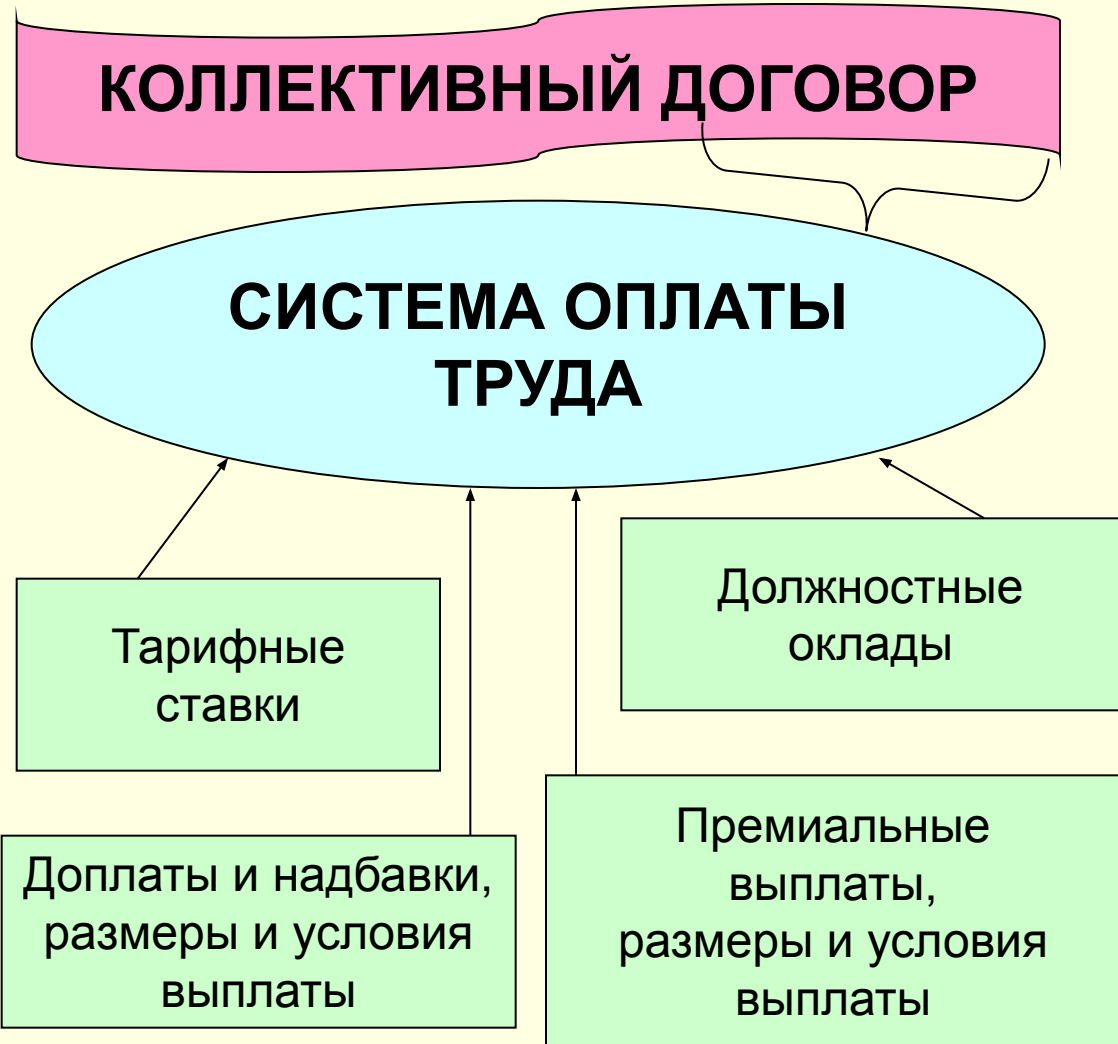 КОЛЛЕКТИВНЫЙ ДОГОВОР
СИСТЕМА ОПЛАТЫ
ТРУДА
Тарифные
ставки
Должностные
оклады
Доплаты и надбавки,
размеры и условия
выплаты
Премиальные
выплаты,
размеры и условия
выплаты